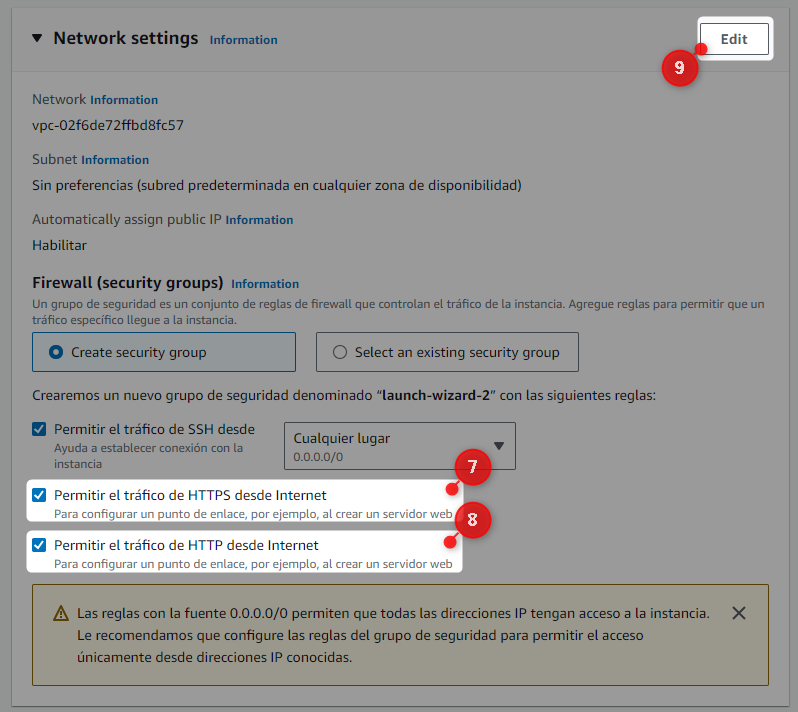 Network settings Information
Edit
9
Network Information
vpc-02f6de72ffbd8fc57
Subnet Information
Sin preferencias (subred predeterminada en cualquier zona de disponibilidad)
Automatically assign public IP Information
Habilitar
Firewall (security groups) Information
Un grupo de seguridad es un conjunto de reglas de firewall que controlan el tráfico de la instancia. Agregue reglas para permitir que un
tráfico específico llegue a la instancia.
Create security group
Select an existing security group
Crearemos un nuevo grupo de seguridad denominado “launch-wizard-2” con las siguientes reglas:
Permitir el tráfico de SSH desde
Ayuda a establecer conexión con la
instancia
Cualquier lugar
0.0.0.0/0
7
Permitir el tráfico de HTTPS desde Internet
Para configurar un punto de enlace, por ejemplo, al crear un servidor web
8
Permitir el tráfico de HTTP desde Internet
Para configurar un punto de enlace, por ejemplo, al crear un servidor web
Las reglas con la fuente 0.0.0.0/0 permiten que todas las direcciones IP tengan acceso a la instancia.
Le recomendamos que configure las reglas del grupo de seguridad para permitir el acceso
únicamente desde direcciones IP conocidas.